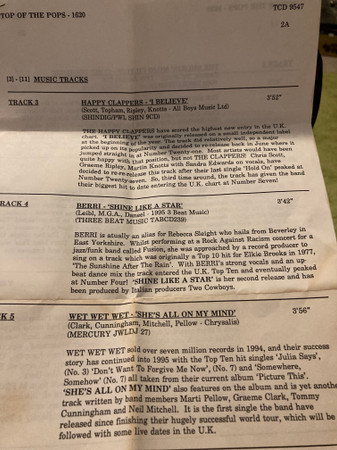 TOP OF THE POPS - 1620
TCD 9547
2A
[2] - [11] MUSIC TRACKS
TRACK 3 HAPPY CLAPPERS - 'I BELIEVE' 3'52"
(Scott, Topham, Ripley, Knotts - All Boys Music Ltd)
(SHINDIG/PWL SHIN 9CD)
THE HAPPY CLAPPERS have scored the highest new entry in the U.K.
chart. 'I BELIEVE' was originally released on a small independent label
at the beginning of the year. The track did relatively well, as a major
picked up on its popularity and decided to re-release back in June where it
jumped straight in at Number Twenty-one. Most artists would have been
quite happy with that position, but not THE CLAPPERS! Chris Scott,
Graeme Ripley, Martin Knotts with Sandra Edwards on vocals, have
decided to re-re-release this track after their last single 'Hold On' peaked at
Number Twenty-Seven. So, third time around, the track has given the band
their biggest hit to date entering the U.K. chart at Number Seven!
TRACK 4 BERRI - 'SHINE LIKE A STAR' 3'42"
(Leibl, M.G.A., Dansci - 1995 3 Beat Music)
(THREE BEAT MUSIC TABCD239)
BERRI is actually an alias for Rebecca Sleight who hails from Beverley in
East Yorkshire. Whilst performing at a Rock Against Racism concert for a
jazz/funk band called Fusion, she was approached by a record producer to
sing on a track which was originally a Top 10 hit for Elkie Brooks in 1977,
'The Sunshine After The Rain'. With BERRI's strong vocals and an up-
beat dance mix the track entered the U.K. Top Ten and eventually peaked
at Number Four! 'SHINE LIKE A STAR' is her second release and has
been produced by Italian producers Two Cowboys.
K 5 WET WET WET - 'SHE'S ALL ON MY MIND' 3'56"
(Clark, Cunningham, Mitchell, Pellow - Chrysalis)
(MERCURY JWLDJ 27)
WET WET WET sold over seven million records in 1994, and their success
story has continued into 1995 with the Top Ten hit singles 'Julia Says',
(No. 3) 'Don't Want To Forgive Me Now', (No. 7) and 'Somewhere,
Somehow' (No. 7) all taken from their current album 'Picture This'.
'SHE'S ALL ON MY MIND' also features on the album and is yet anothe
track written by band members Marti Pellow, Graeme Clark, Tommy
Cunningham and Neil Mitchell. It is the first single the band have
released since finishing their hugely successful world tour, which will be
followed with some live dates in the U.K.